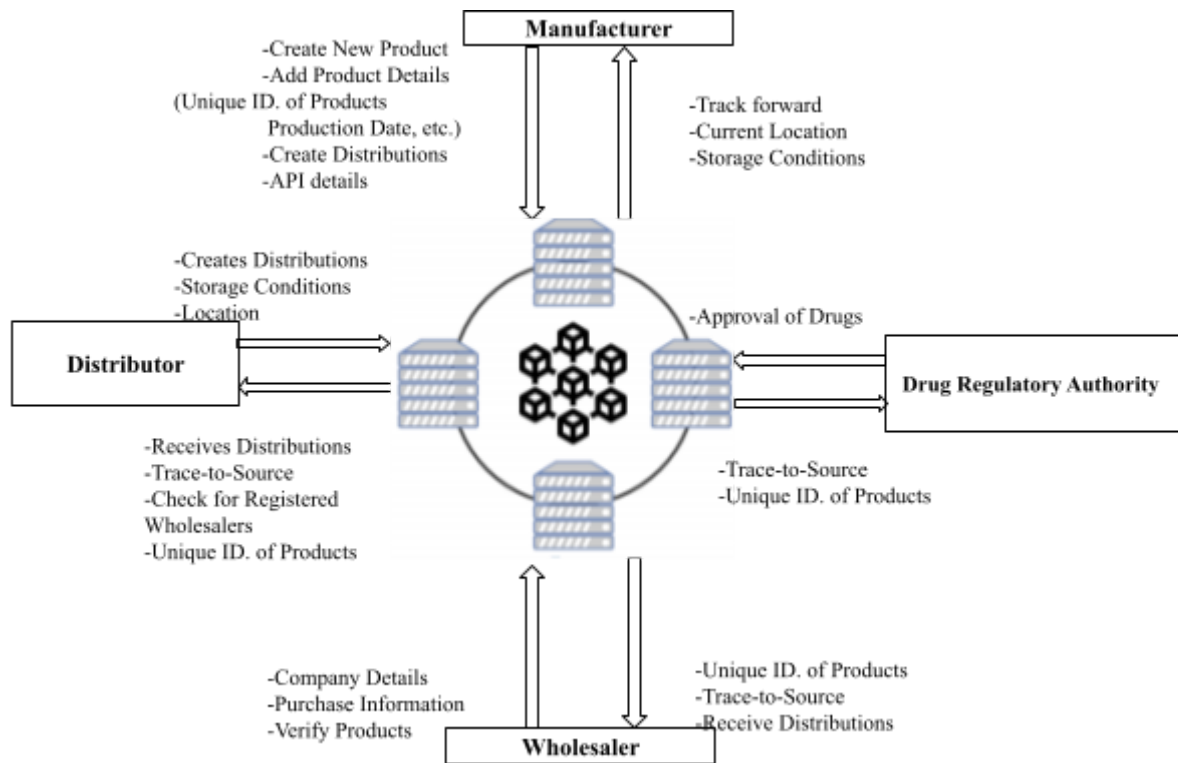 Manufacturer
-Create New Product
-Add Product Details
(Unique ID. of Products
Production Date, etc.)
-Create Distributions
-API details
-Track forward
-Current Location
-Storage Conditions
-Creates Distributions
-Storage Conditions
-Location
Distributor
-Receives Distributions
-Trace-to-Source
-Check for Registered
Wholesalers
-Unique ID. of Products
-Approval of Drugs
Drug Regulatory Authority
-Trace-to-Source
-Unique ID. of Products
-Company Details
-Purchase Information
-Verify Products
-Unique ID. of Products
-Trace-to-Source
-Receive Distributions
Wholesaler